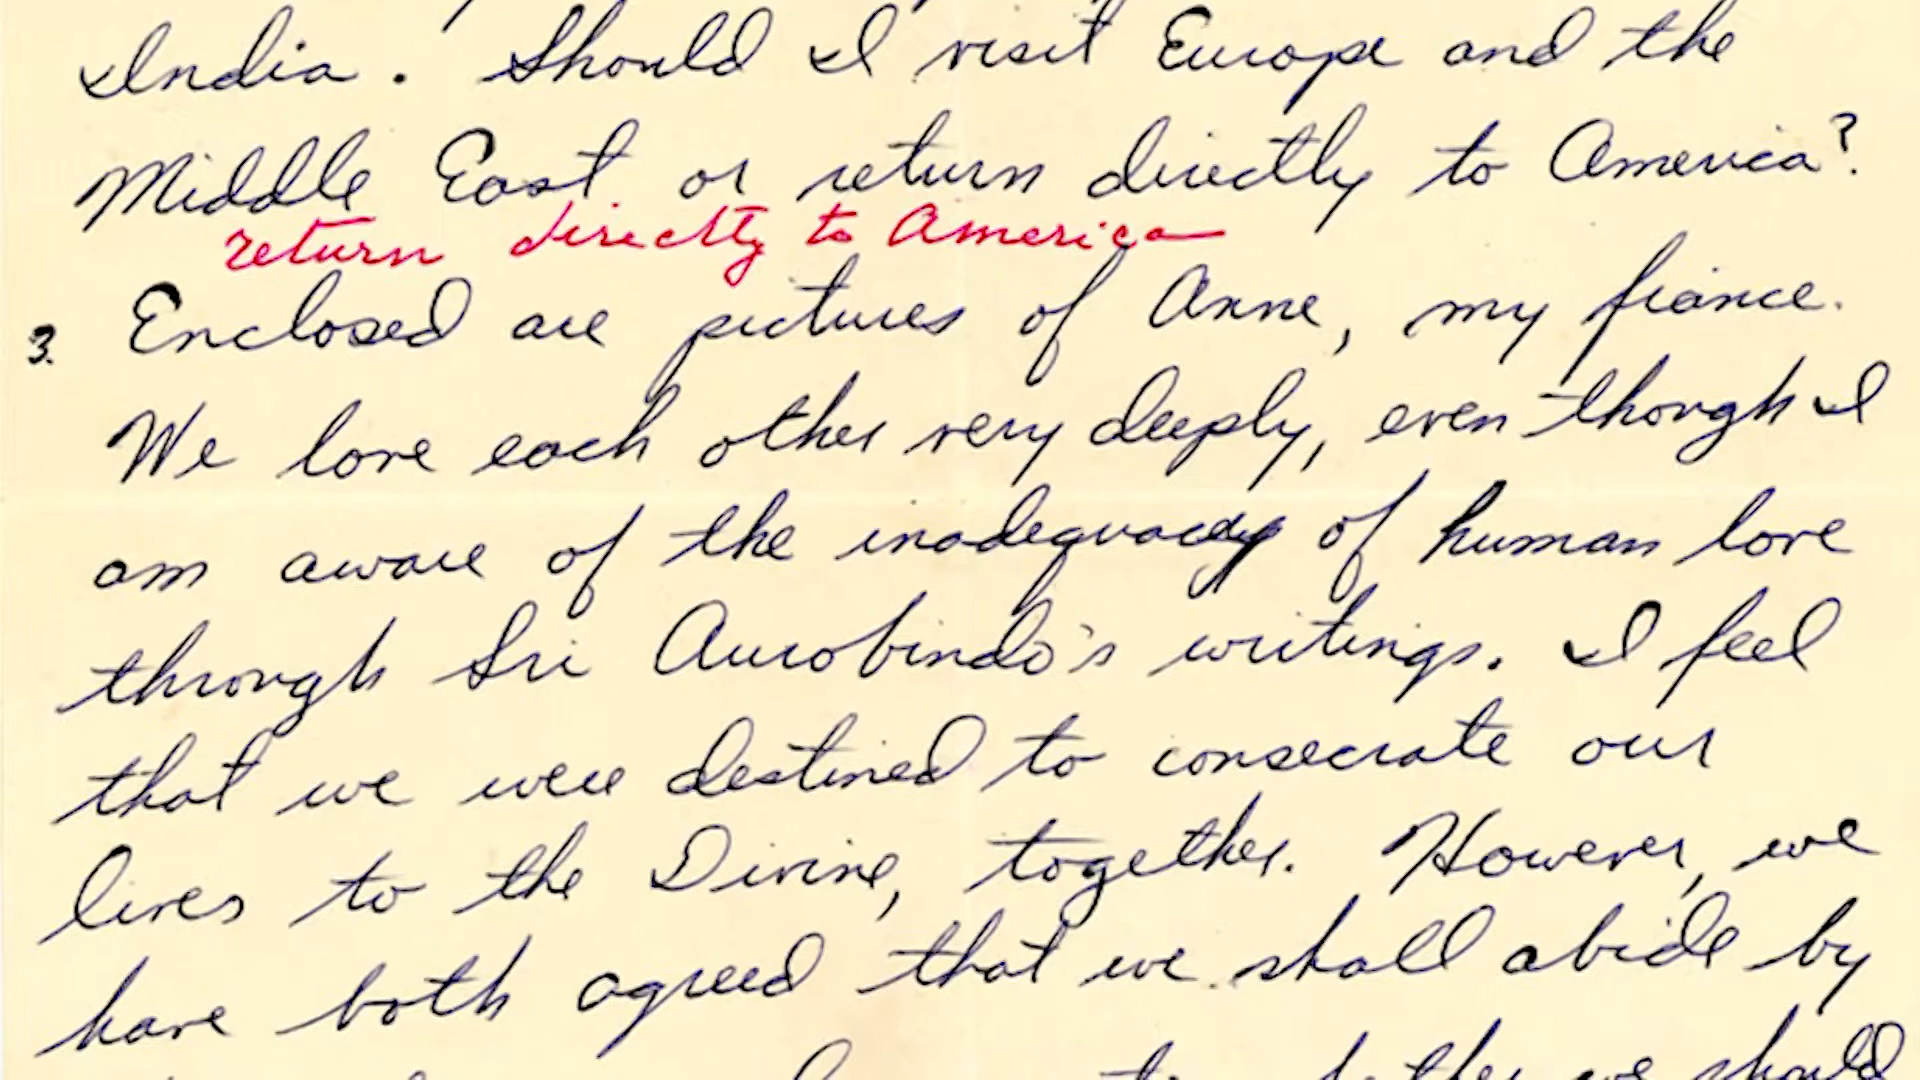 India. Should I visit Europe and the
Middle East or return directly to America?
return directly to America
3. Enclosed are pictures of Anne, my fiance.
We love each other very deeply, even though I
am aware of the inadequacy of human love
through Sri Aurobindo's writings. I feel
that we were destined to consecrate our
lives to the Divine, together. However, we
have both agreed that we shall abide by
we should